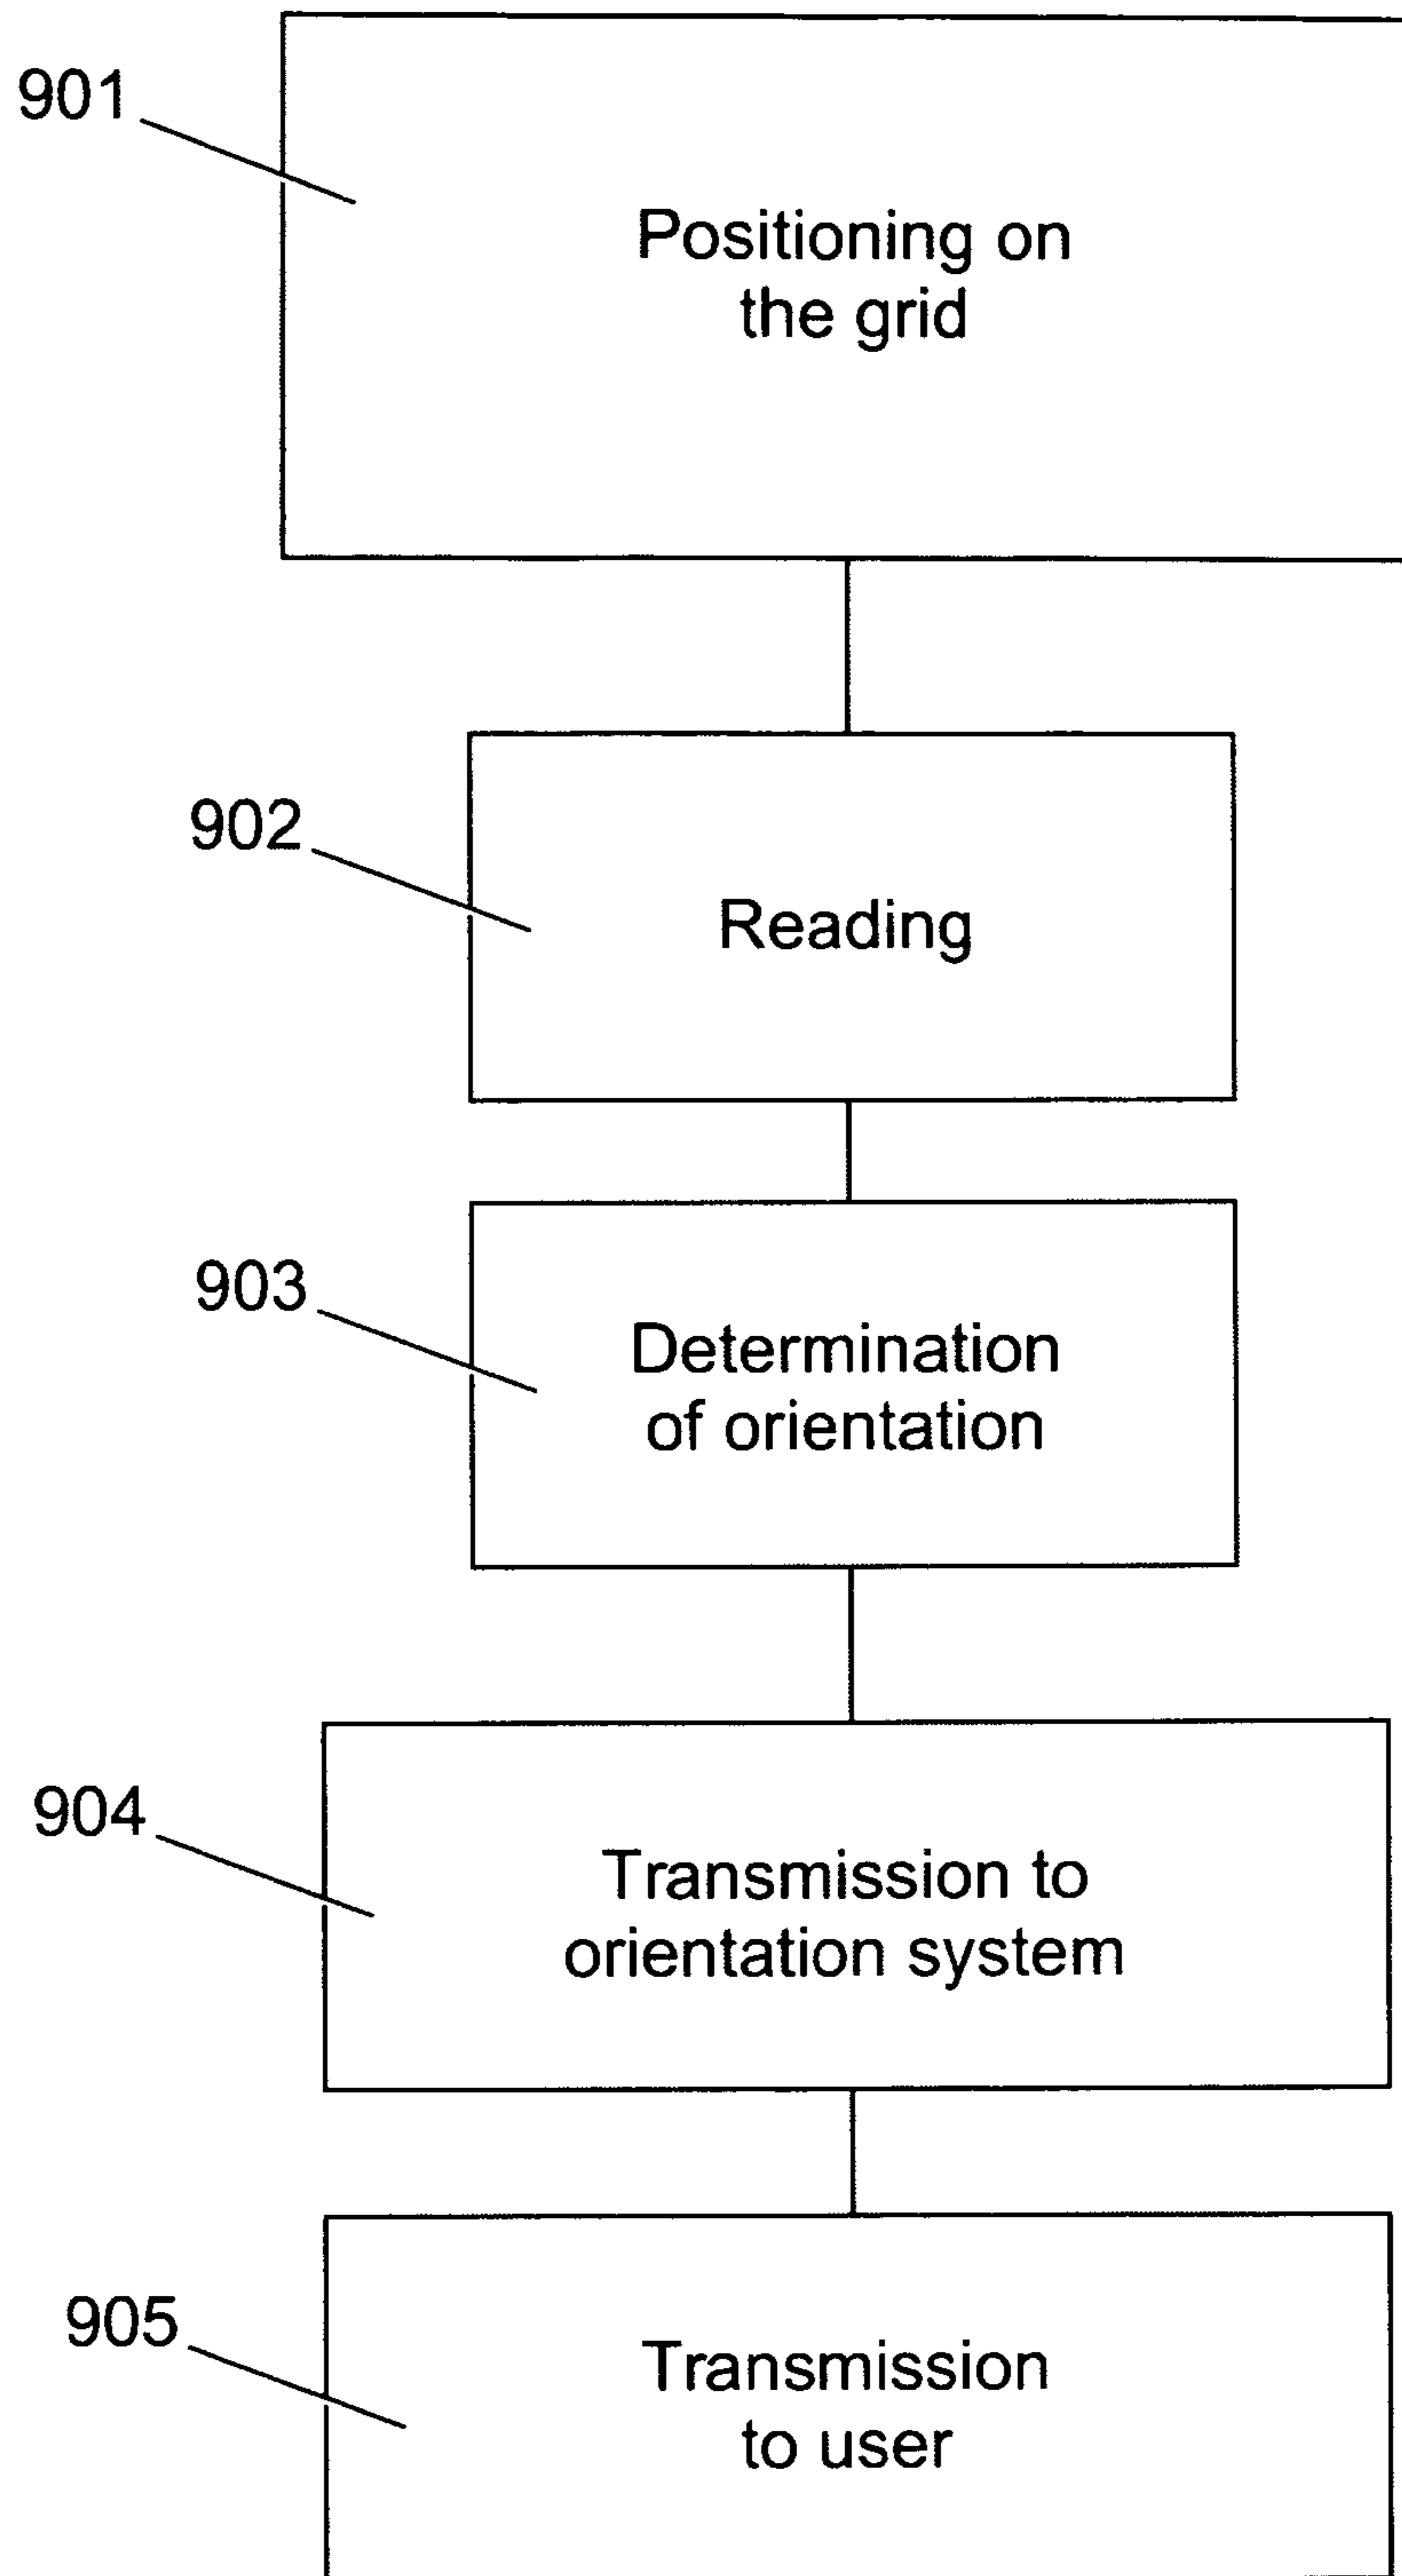 901
Positioning on
the grid
902
Reading
903
Determination
of orientation
904
Transmission to
orientation system
905
Transmission
to user